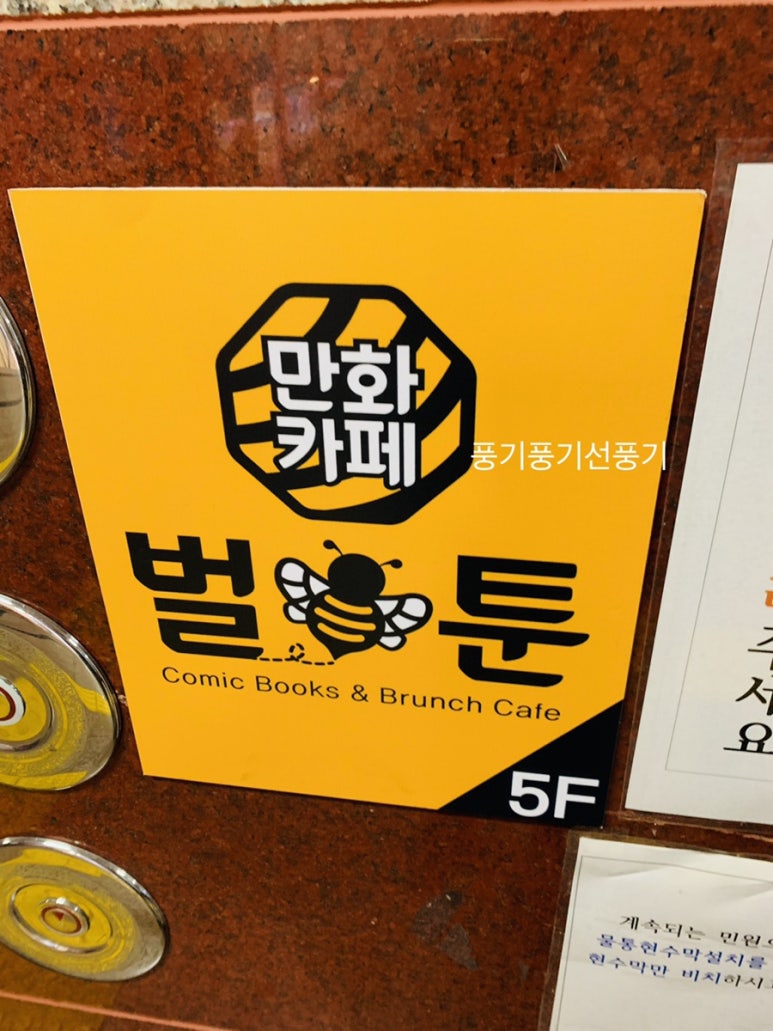 만화
카페
풍기풍기선풍기
벌툰
Comic Books & Brunch Cafe
5F
세
요
계속되는 민원으
물통현수막설치를
현수막만 비치하시